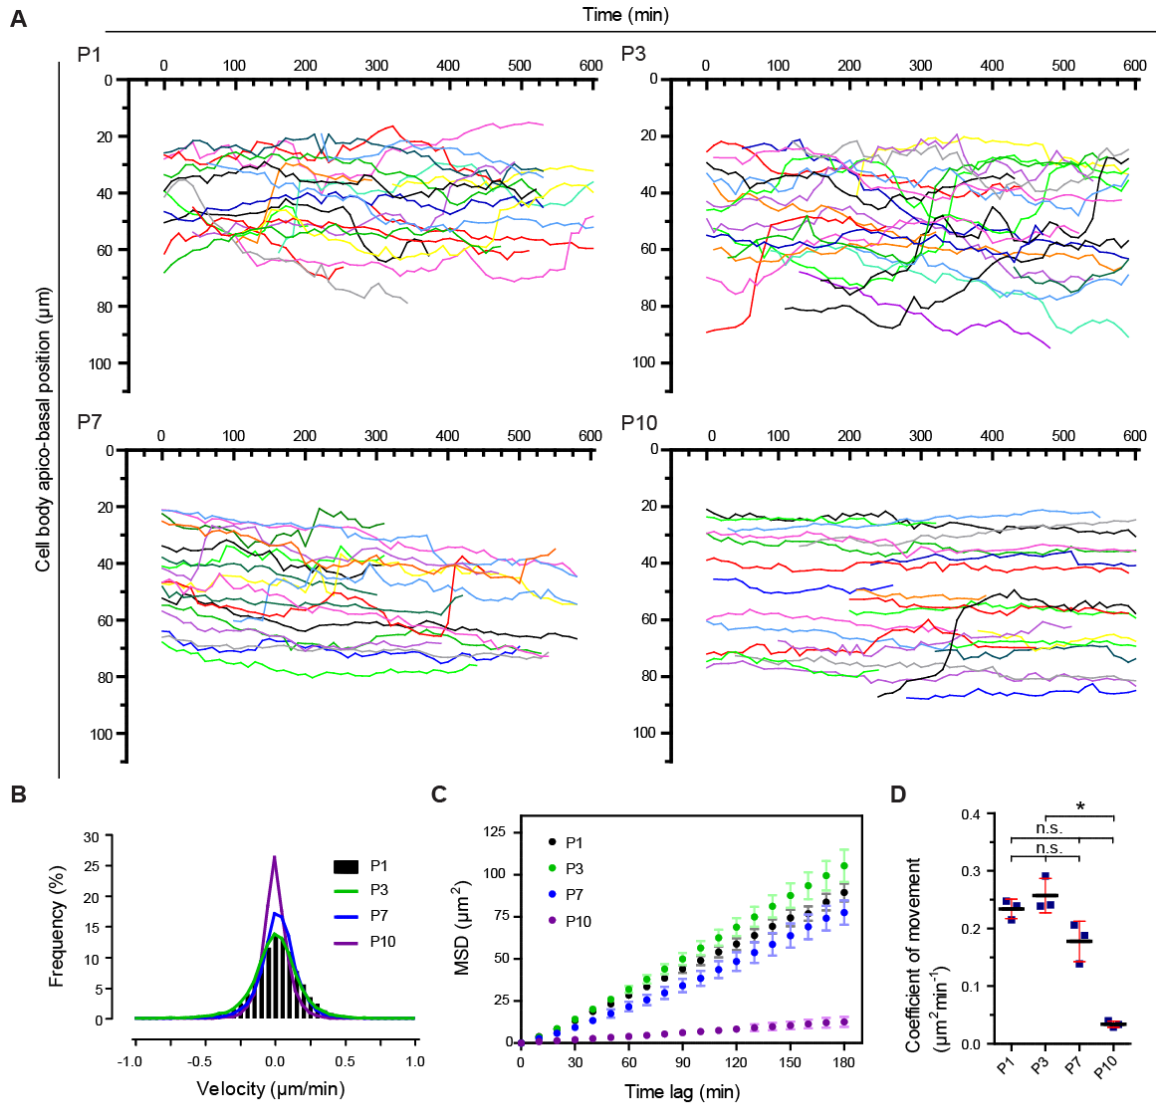 A
Time (min)
P1
0 100 200 300 400 500 600
0
20
40
60
80
100
P3
0 100 200 300 400 500 600
0
20
40
60
80
100
Cell body apico-basal position (µm)
P7
0 100 200 300 400 500 600
0
20
40
60
80
100
P10
0 100 200 300 400 500 600
0
20
40
60
80
100
B
Frequency (%)
30
25
20
15
10
5
0
P1
P3
P7
P10
-1.0 -0.5 0.0 0.5 1.0
Velocity (µm/min)
C
MSD (µm²)
125
100
75
50
25
0
P1
P3
P7
P10
0 30 60 90 120 150 180
Time lag (min)
D
Coefficient of movement
(µm²min⁻¹)
0.4
0.3
0.2
0.1
0.0
*
n.s.
n.s.
P1 P3 P7 P10